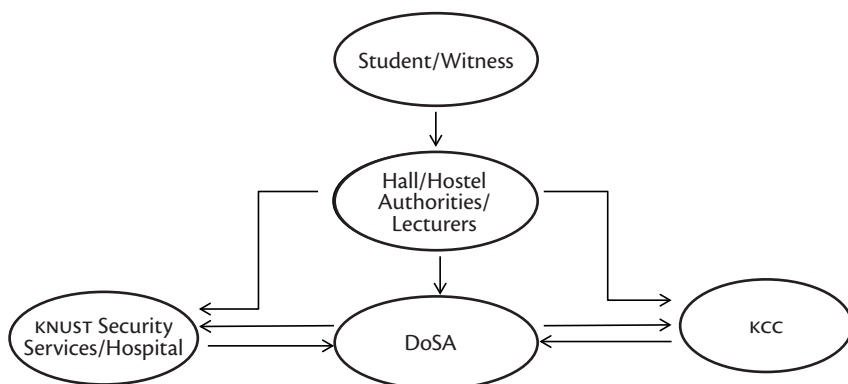 Student/Witness
Hall/Hostel
Authorities/
Lecturers
KNUST Security
Services/Hospital
DoSA
KCC